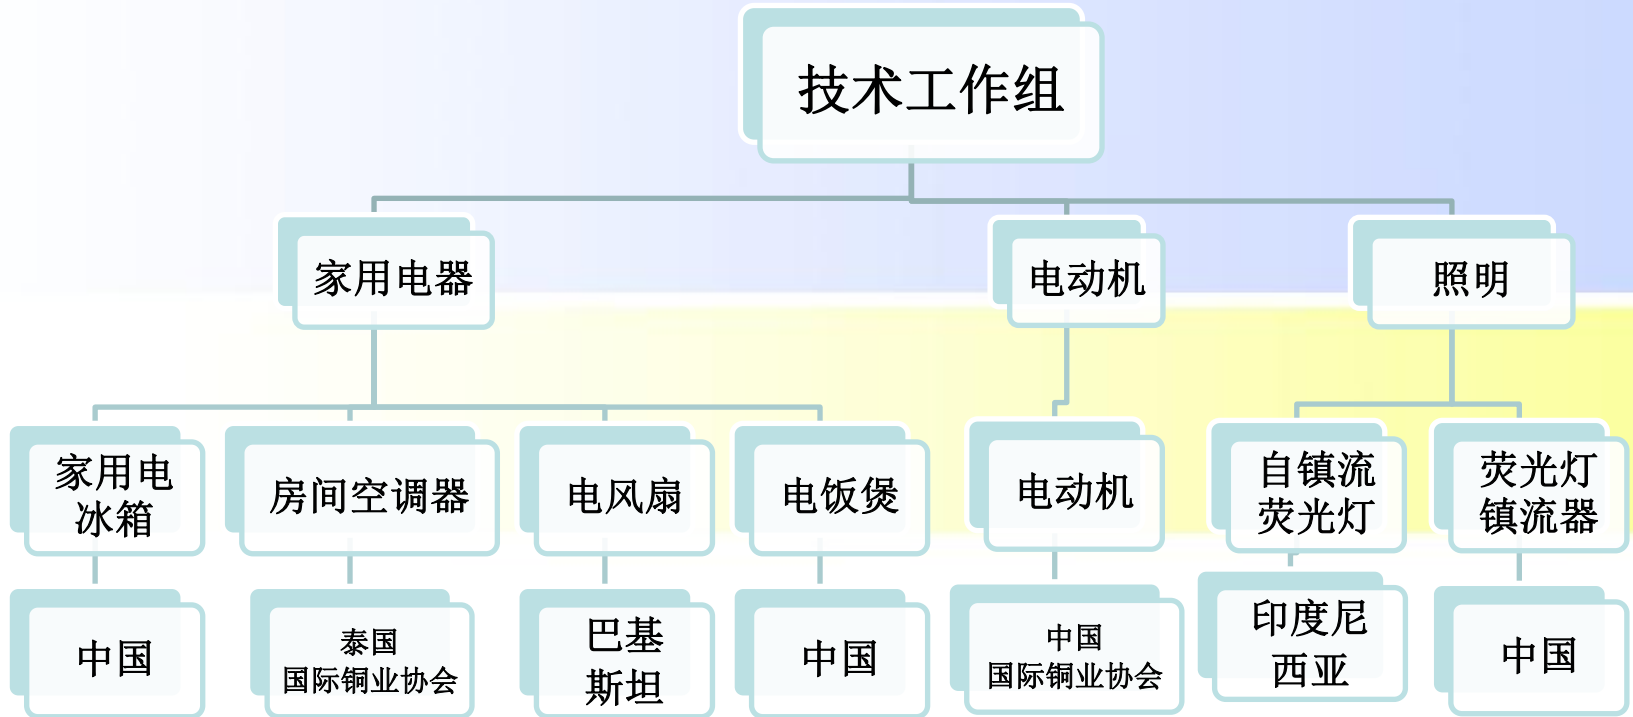 技术工作组
家用电器
电动机
照明
家用电
冰箱
房间空调器
电风扇
电饭煲
电动机
自镇流
荧光灯
荧光灯
镇流器
中国
泰国
国际铜业协会
巴基
斯坦
中国
中国
国际铜业协会
印度尼
西亚
中国